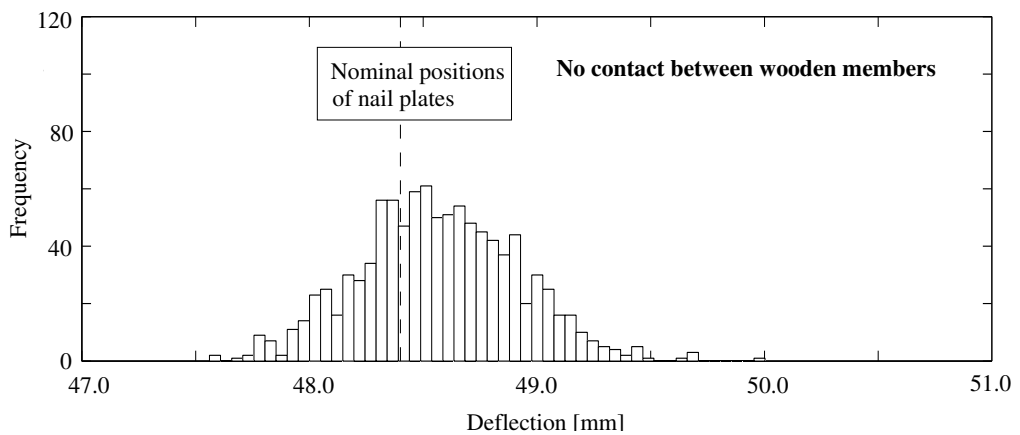 120
Nominal positions
of nail plates
No contact between wooden members
80
40
0
Frequency
47.0 48.0 49.0 50.0 51.0
Deflection [mm]